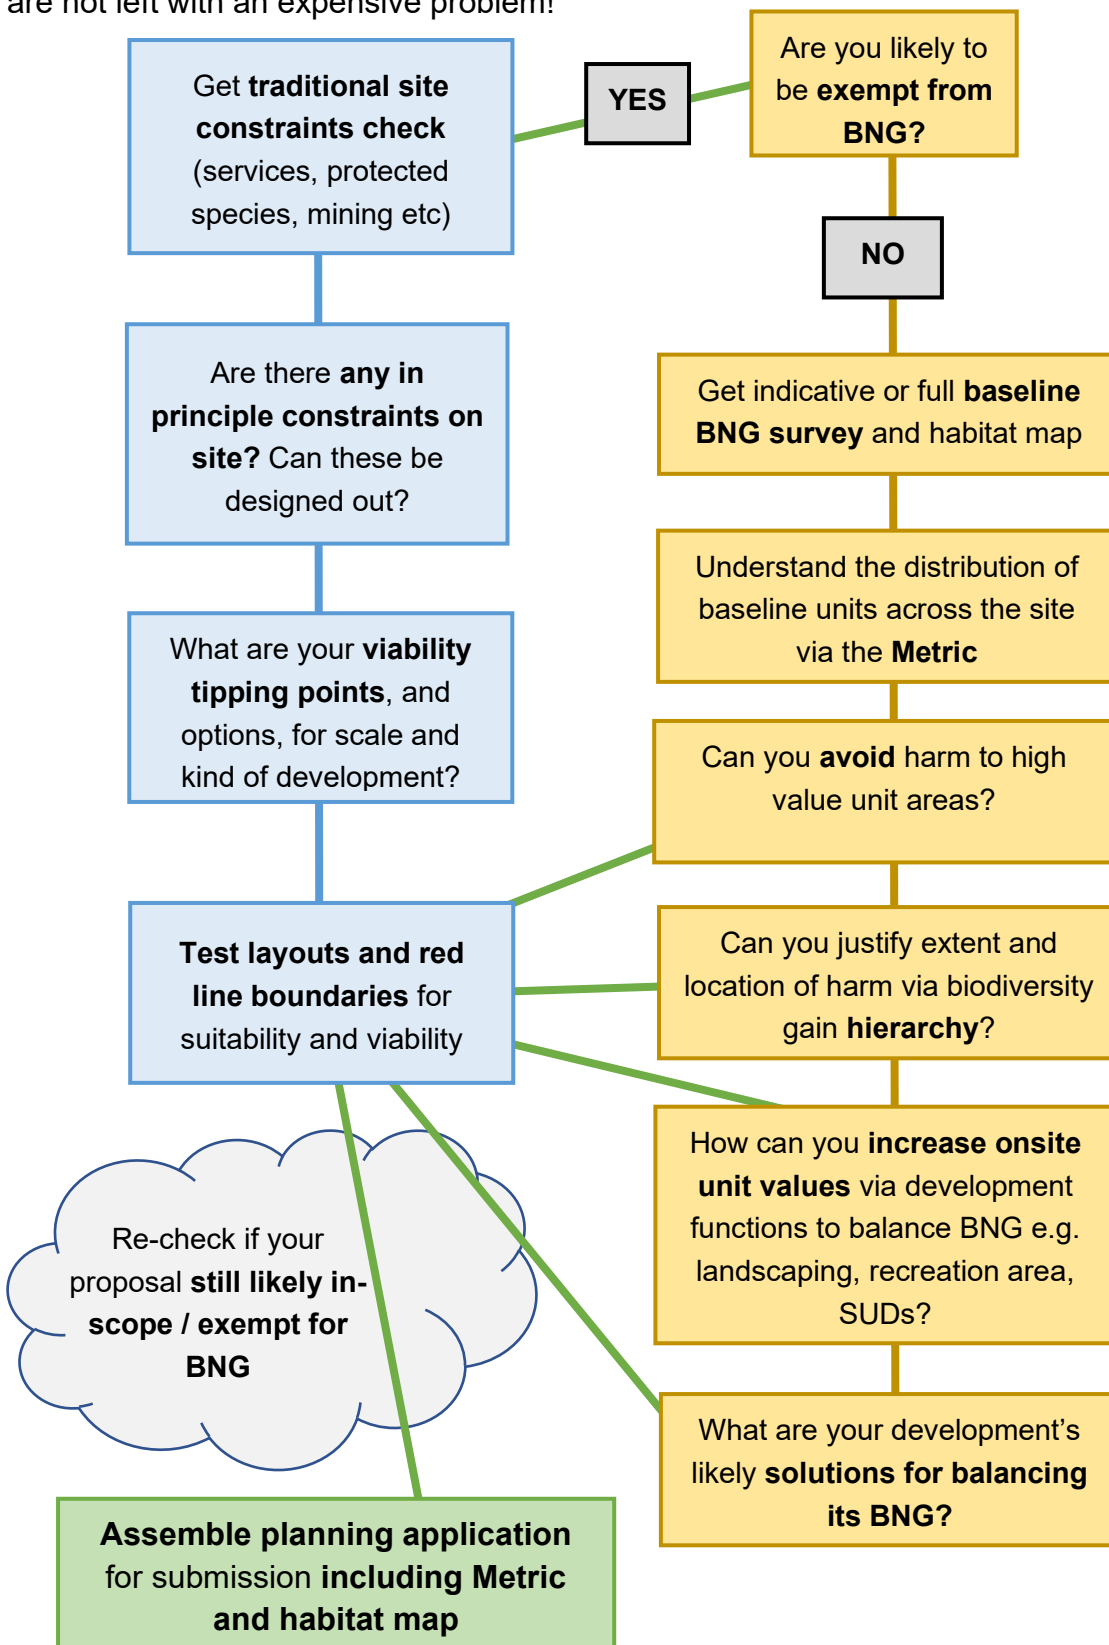 are not left with an expensive problem!
Get traditional site
constraints check
(services, protected
species, mining etc)
YES
Are you likely to
be exempt from
BNG?
NO
Are there any in
principle constraints on
site? Can these be
designed out?
Get indicative or full baseline
BNG survey and habitat map
What are your viability
tipping points, and
options, for scale and
kind of development?
Understand the distribution of
baseline units across the site
via the Metric
Can you avoid harm to high
value unit areas?
Test layouts and red
line boundaries for
suitability and viability
Can you justify extent and
location of harm via biodiversity
gain hierarchy?
How can you increase onsite
unit values via development
functions to balance BNG e.g.
landscaping, recreation area,
SUDs?
Re-check if your
proposal still likely in-
scope / exempt for
BNG
What are your development’s
likely solutions for balancing
its BNG?
Assemble planning application
for submission including Metric
and habitat map